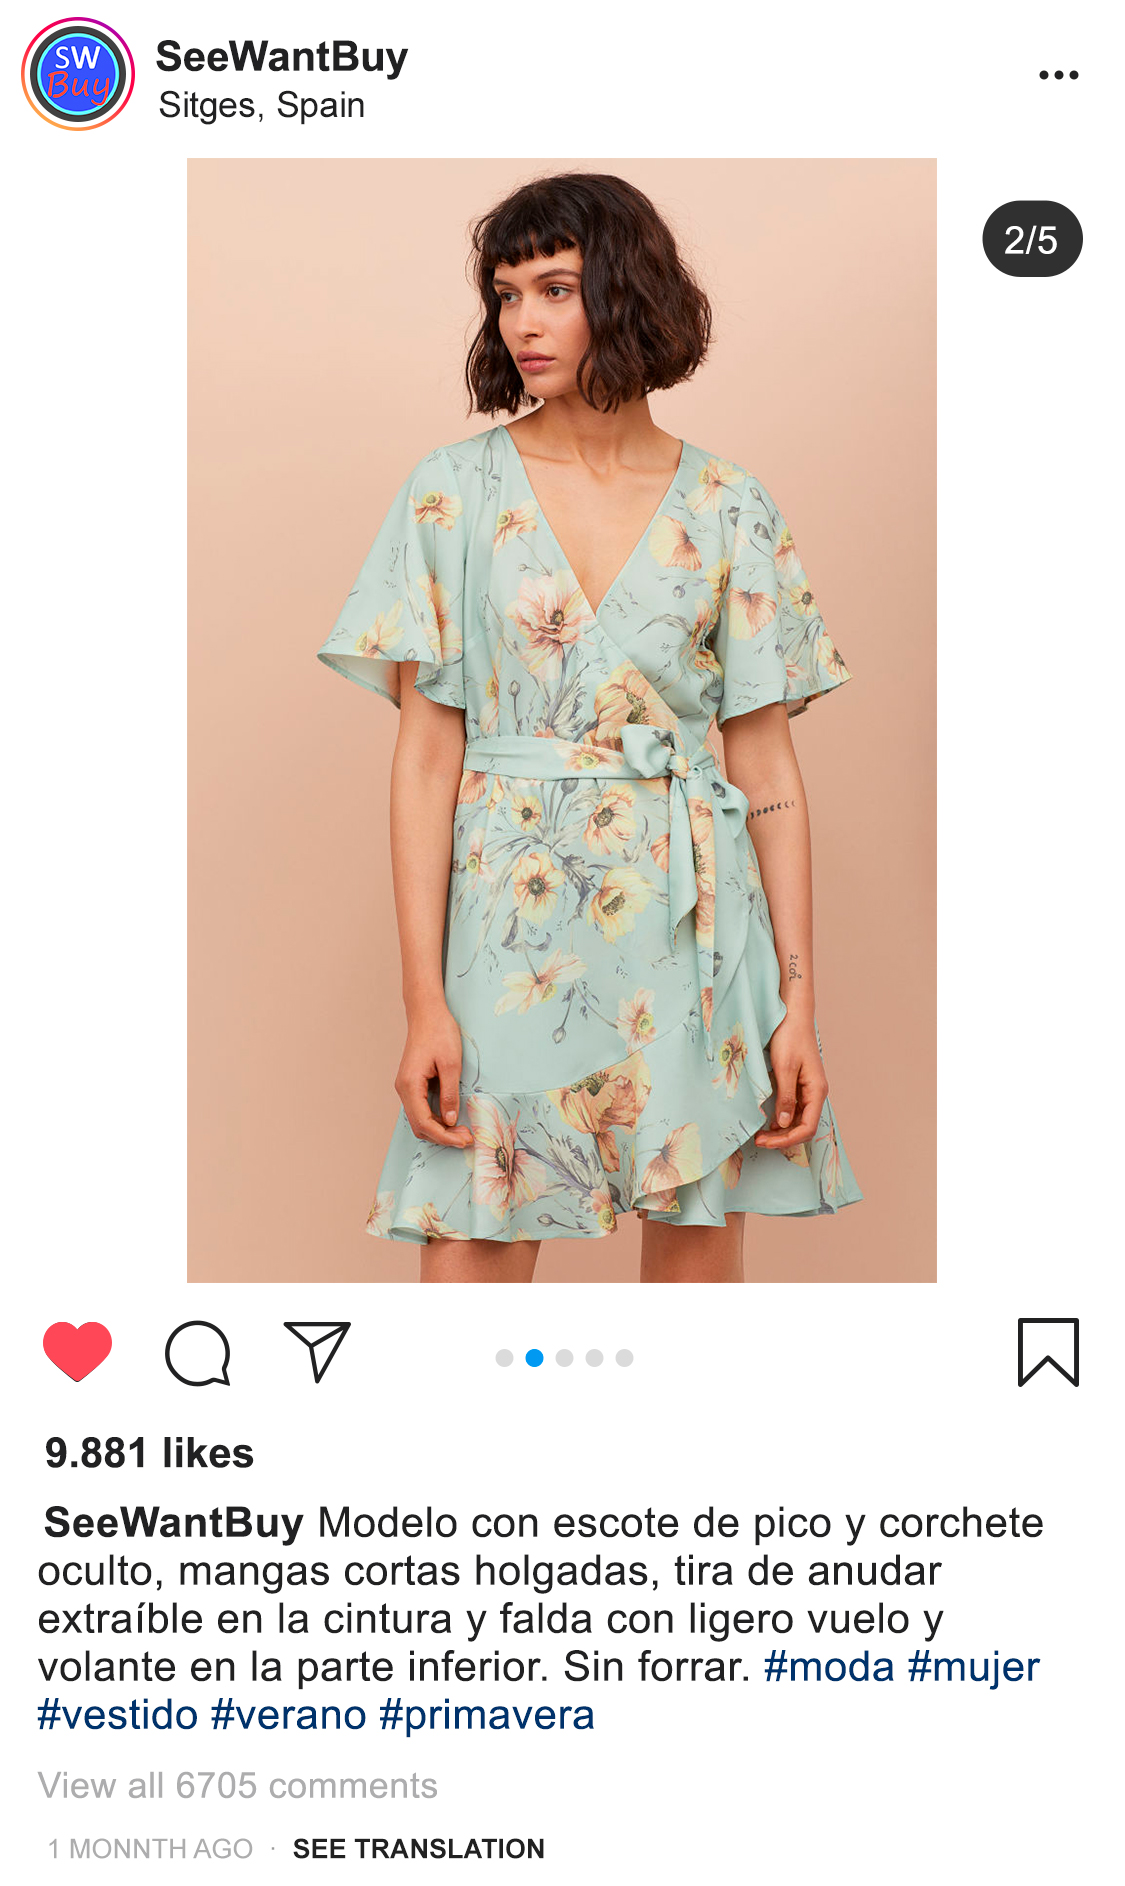 SW
Buy
SeeWantBuy
Sitges, Spain
2/5
9.881 likes
SeeWantBuy Modelo con escote de pico y corchete
oculto, mangas cortas holgadas, tira de anudar
extraíble en la cintura y falda con ligero vuelo y
volante en la parte inferior. Sin forrar. #moda #mujer
#vestido #verano #primavera
View all 6705 comments
1 MONNTH AGO · SEE TRANSLATION